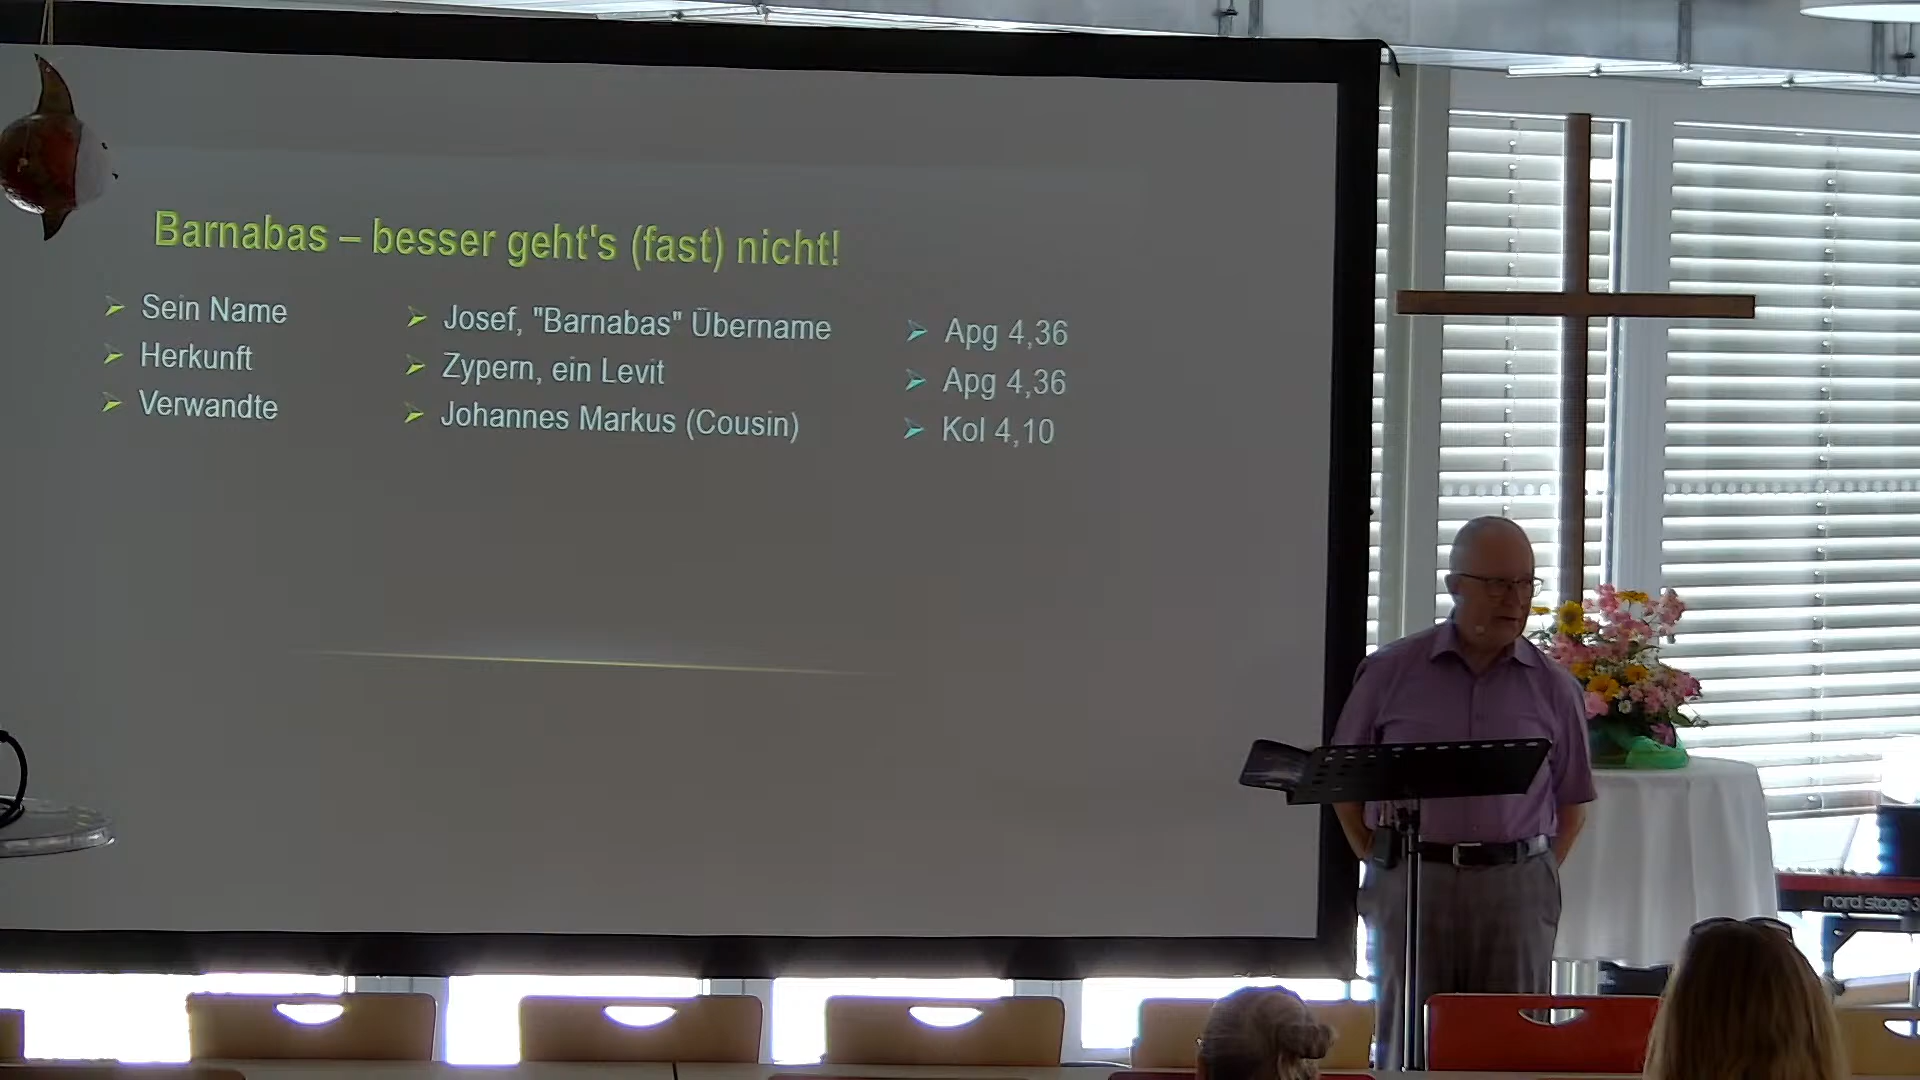 Barnabas – besser geht's (fast) nicht!
Sein Name
Herkunft
Verwandte
Josef, "Barnabas" Übername
Zypern, ein Levit
Johannes Markus (Cousin)
Apg 4,36
Apg 4,36
Kol 4,10
nord stage 3